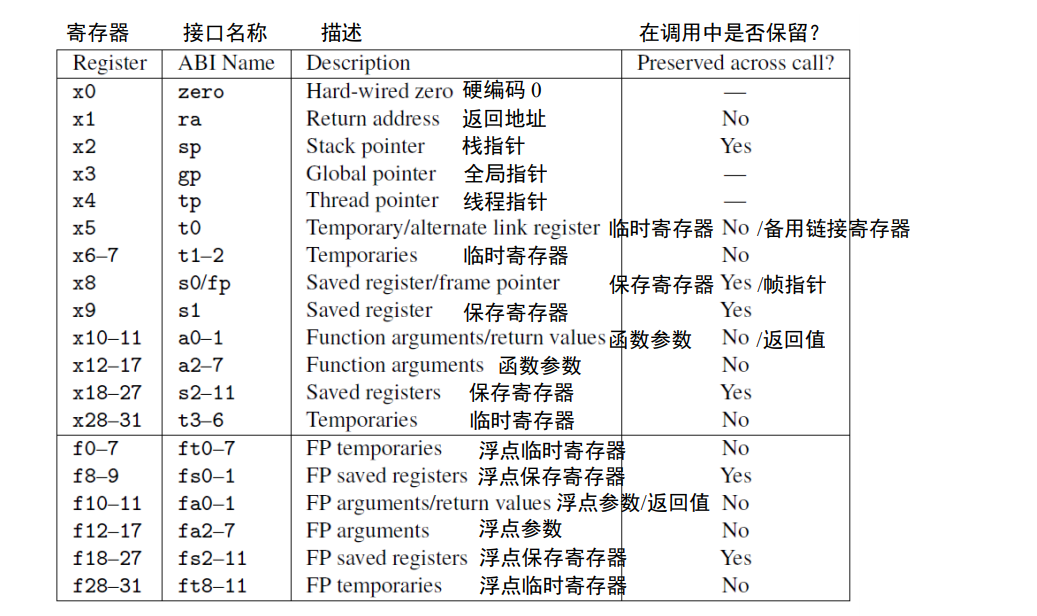 寄存器 接口名称 描述 在调用中是否保留？
Register ABI Name Description Preserved across call?
x0 zero Hard-wired zero 硬编码 0 —
x1 ra Return address 返回地址 No
x2 sp Stack pointer 栈指针 Yes
x3 gp Global pointer 全局指针 —
x4 tp Thread pointer 线程指针 —
x5 t0 Temporary/alternate link register 临时寄存器 No /备用链接寄存器
x6–7 t1–2 Temporaries 临时寄存器 No
x8 s0/fp Saved register/frame pointer 保存寄存器 Yes /帧指针
x9 s1 Saved register 保存寄存器 Yes
x10–11 a0–1 Function arguments/return values 函数参数 No /返回值
x12–17 a2–7 Function arguments 函数参数 No
x18–27 s2–11 Saved registers 保存寄存器 Yes
x28–31 t3–6 Temporaries 临时寄存器 No
f0–7 ft0–7 FP temporaries 浮点临时寄存器 No
f8–9 fs0–1 FP saved registers 浮点保存寄存器 Yes
f10–11 fa0–1 FP arguments/return values 浮点参数/返回值 No
f12–17 fa2–7 FP arguments 浮点参数 No
f18–27 fs2–11 FP saved registers 浮点保存寄存器 Yes
f28–31 ft8–11 FP temporaries 浮点临时寄存器 No